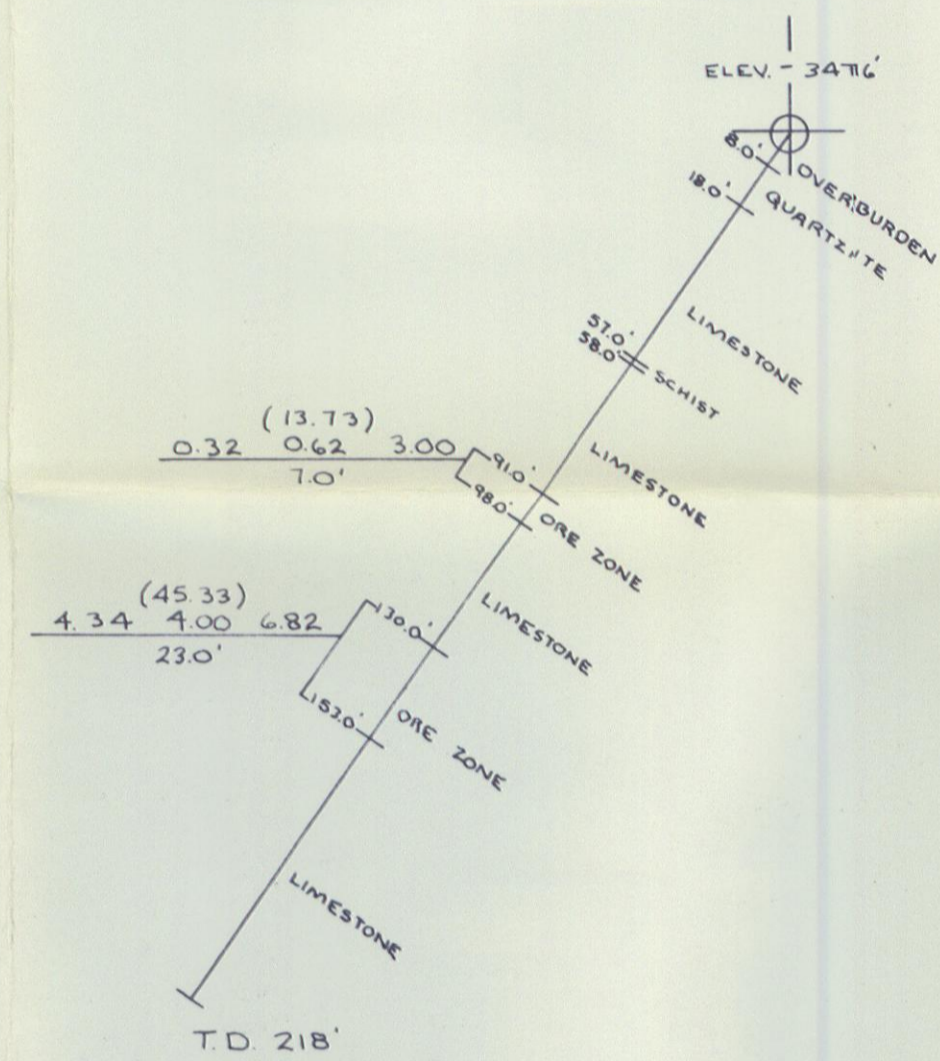 ELEV. - 3476'
8.0'
OVERBURDEN
18.0'
QUARTZITE
LIMESTONE
57.0'
58.0'
SCHIST
(13.73)
0.32 0.62 3.00
7.0'
91.0'
LIMESTONE
98.0'
ORE ZONE
(45.33)
4.34 4.00 6.82
23.0'
130.0'
LIMESTONE
153.0'
ORE ZONE
LIMESTONE
T.D. 218'